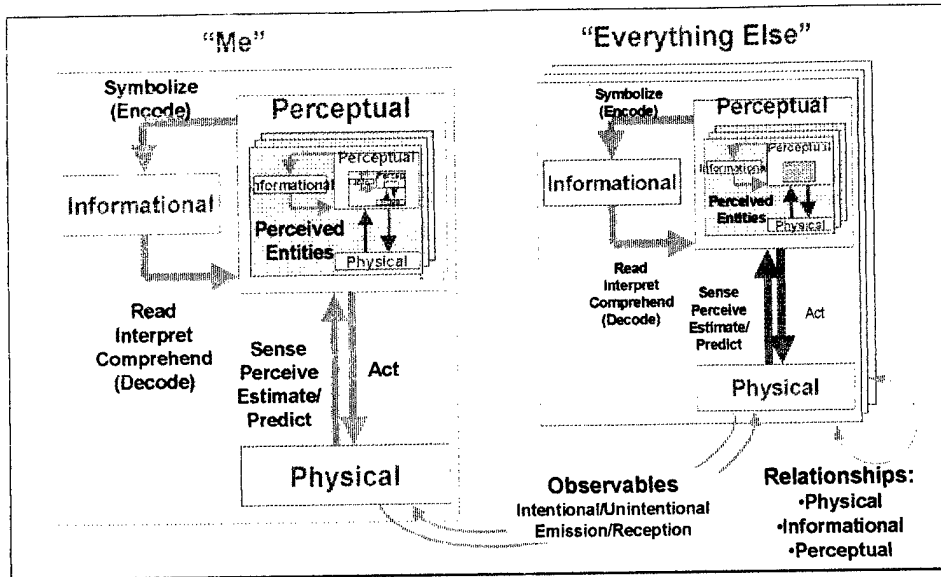 “Me”
Symbolize
(Encode)
Perceptual
Perceptual
Informational
Informational
Perceived
Entities
Physical
Read
Interpret
Comprehend
(Decode)
Sense
Perceive
Estimate/
Predict
Act
Physical
“Everything Else”
Symbolize
(Encode)
Perceptual
Perceptual
Informational
Informational
Perceived
Entities
Physical
Read
Interpret
Comprehend
(Decode)
Sense
Perceive
Estimate/
Predict
Act
Physical
Observables
Intentional/Unintentional
Emission/Reception
Relationships:
•Physical
•Informational
•Perceptual